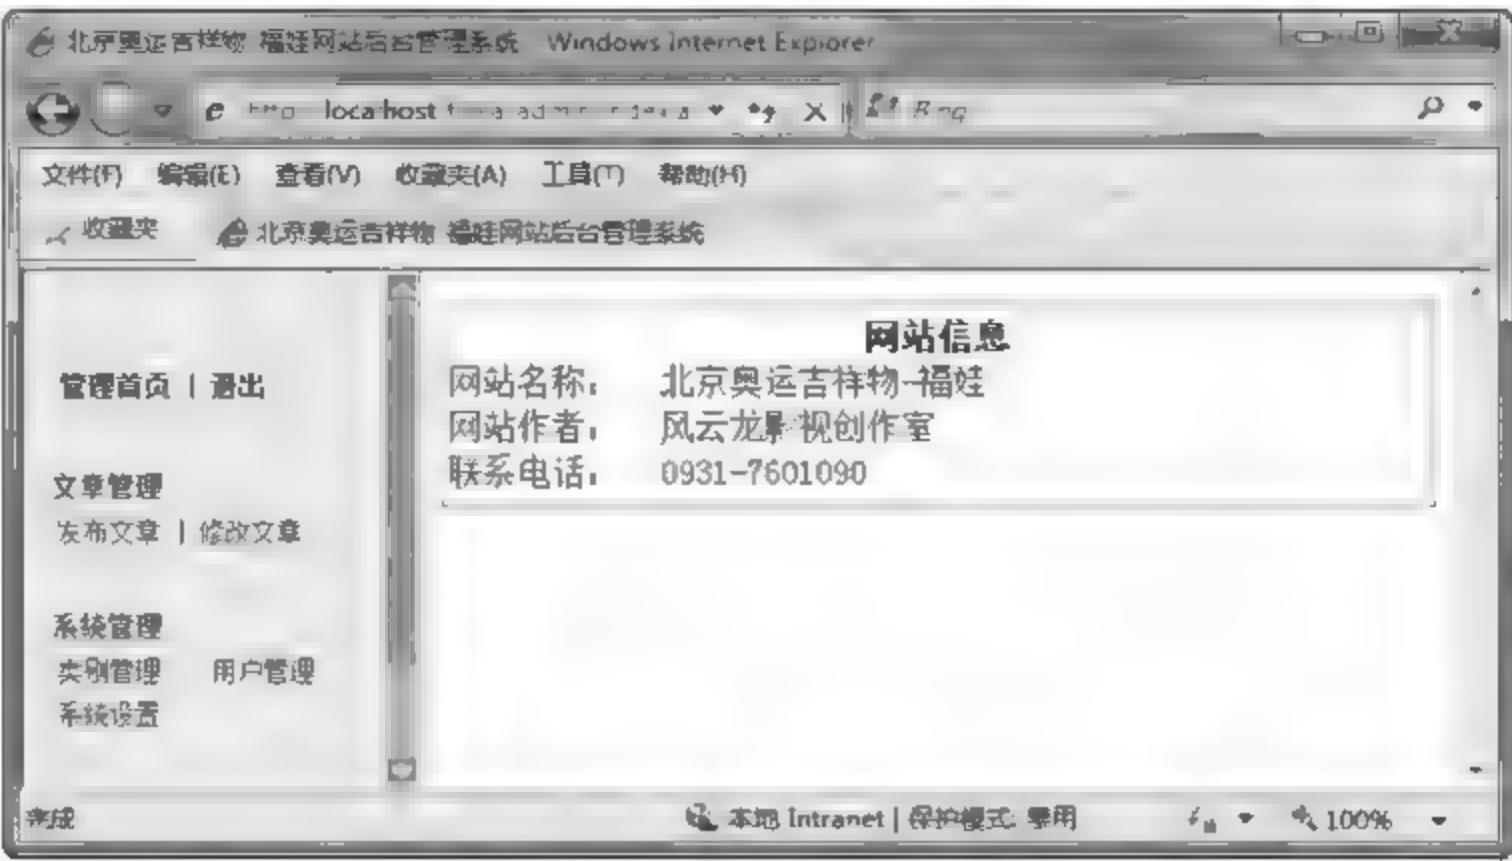 北京奥运吉祥物 福娃网站后台管理系统 Windows Internet Explorer
localhost
文件(F) 编辑(E) 查看(V) 收藏夹(A) 工具(T) 帮助(H)
收藏夹 北京奥运吉祥物 福娃网站后台管理系统
管理首页 | 退出
文章管理
发布文章 | 修改文章
系统管理
类别管理 用户管理
系统设置
网站信息
网站名称: 北京奥运吉祥物-福娃
网站作者: 风云龙影视创作室
联系电话: 0931-7601090
完成 本地 Intranet | 保护模式: 禁用 100%